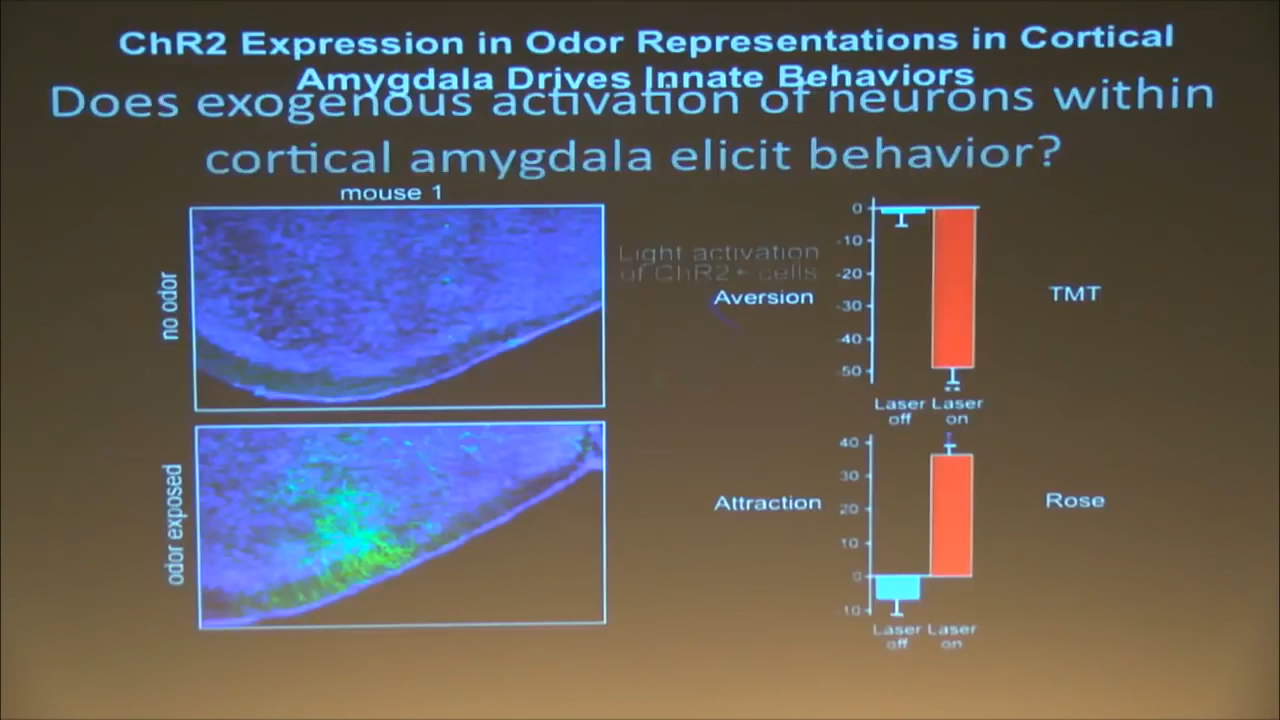 ChR2 Expression in Odor Representations in Cortical
Amygdala Drives Innate Behaviors
Does exogenous activation of neurons within
cortical amygdala elicit behavior?
mouse 1
no odor
odor exposed
Light activation
of ChR2+ cells
Aversion
0
-10
-20
-30
-40
-50
**
Laser Laser
off on
TMT
Attraction
40
30
20
10
0
-10
Laser Laser
off on
Rose